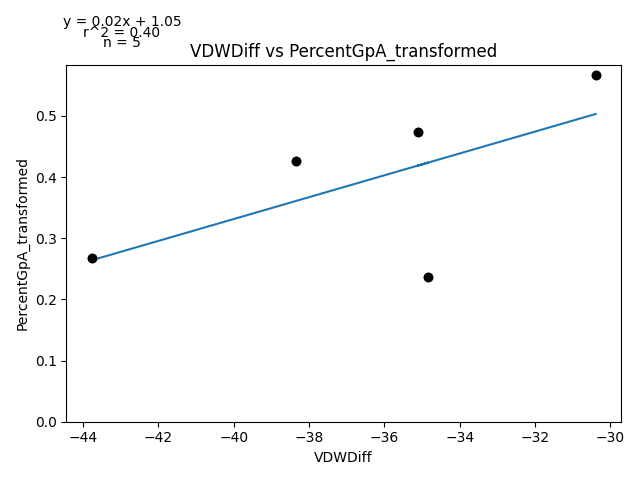 y = 0.02x + 1.05
r^2 = 0.40
n = 5
VDWDiff vs PercentGpA_transformed
PercentGpA_transformed
0.5
0.4
0.3
0.2
0.1
0.0
−44 −42 −40 −38 −36 −34 −32 −30
VDWDiff